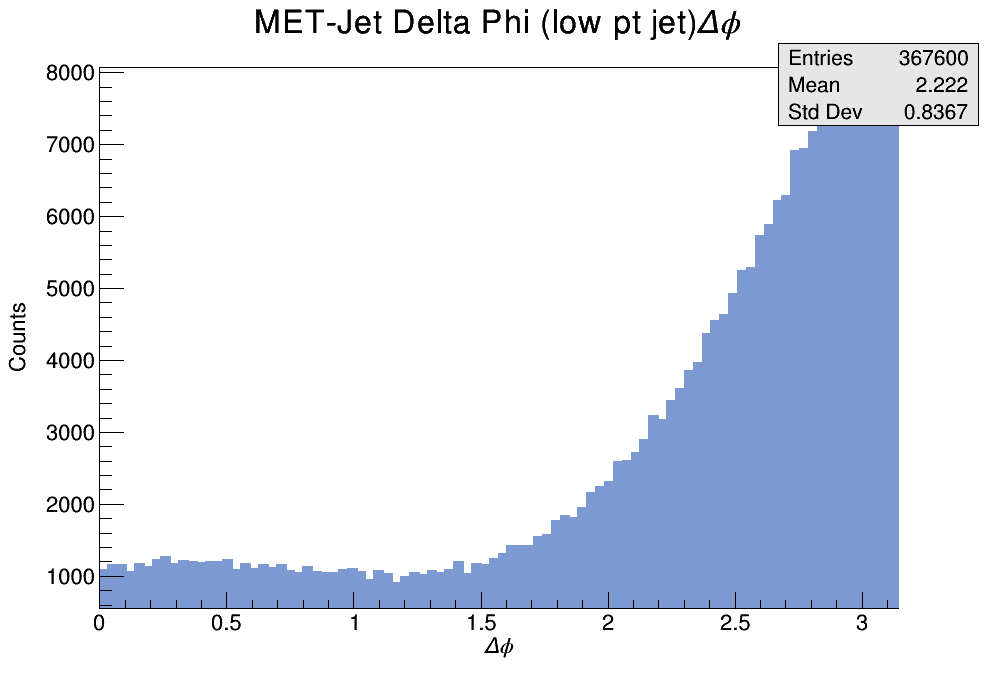 MET-Jet Delta Phi (low pt jet)Δϕ
Entries 367600
Mean 2.222
Std Dev 0.8367
8000
7000
6000
5000
4000
3000
2000
1000
Counts
0 0.5 1 1.5 2 2.5 3
Δϕ